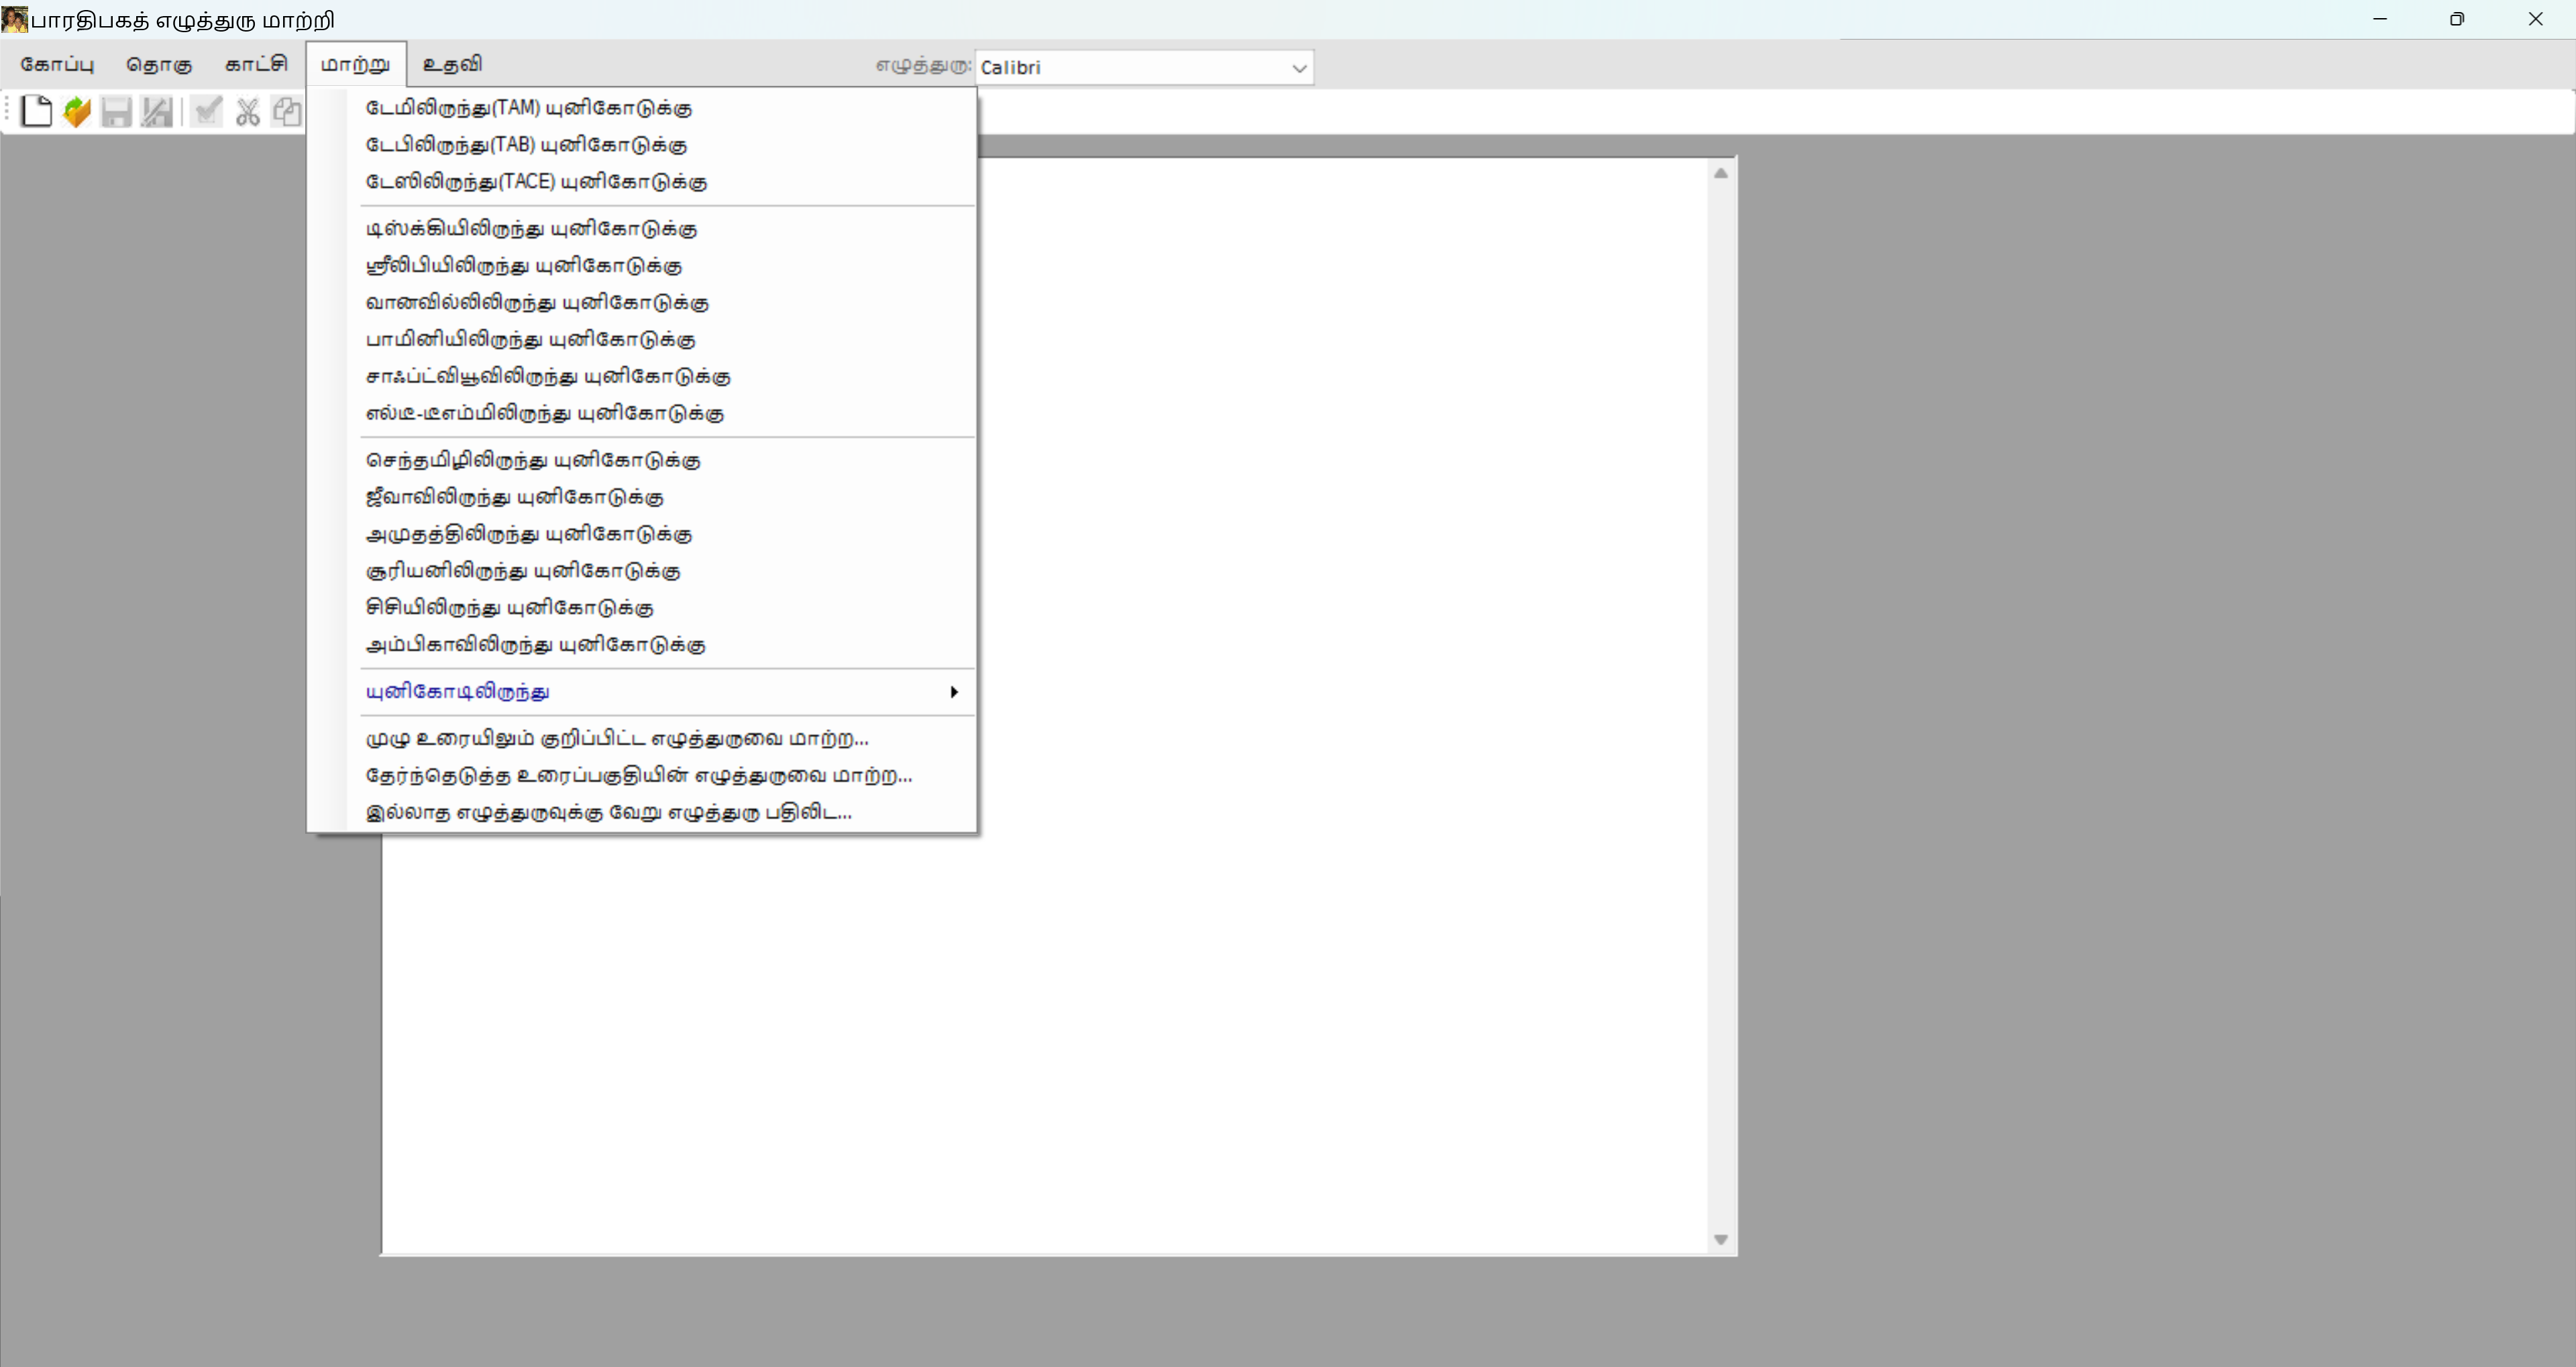 பாரதிபகத் எழுத்துரு மாற்றி
கோப்பு தொகு காட்சி மாற்று உதவி எழுத்துரு: Calibri
டேமிலிருந்து(TAM) யுனிகோடுக்கு
டேபிலிருந்து(TAB) யுனிகோடுக்கு
டேஸிலிருந்து(TACE) யுனிகோடுக்கு
டிஸ்க்கியிலிருந்து யுனிகோடுக்கு
ஸ்ரீலிபியிலிருந்து யுனிகோடுக்கு
வானவில்லிலிருந்து யுனிகோடுக்கு
பாமினியிலிருந்து யுனிகோடுக்கு
சாஃப்ட்வியூவிலிருந்து யுனிகோடுக்கு
எல்டீ-டீஎம்மிலிருந்து யுனிகோடுக்கு
செந்தமிழிலிருந்து யுனிகோடுக்கு
ஜீவாவிலிருந்து யுனிகோடுக்கு
அமுதத்திலிருந்து யுனிகோடுக்கு
சூரியனிலிருந்து யுனிகோடுக்கு
சிசியிலிருந்து யுனிகோடுக்கு
அம்பிகாவிலிருந்து யுனிகோடுக்கு
யுனிகோடிலிருந்து
முழு உரையிலும் குறிப்பிட்ட எழுத்துருவை மாற்ற...
தேர்ந்தெடுத்த உரைப்பகுதியின் எழுத்துருவை மாற்ற...
இல்லாத எழுத்துருவுக்கு வேறு எழுத்துரு பதிலிட...